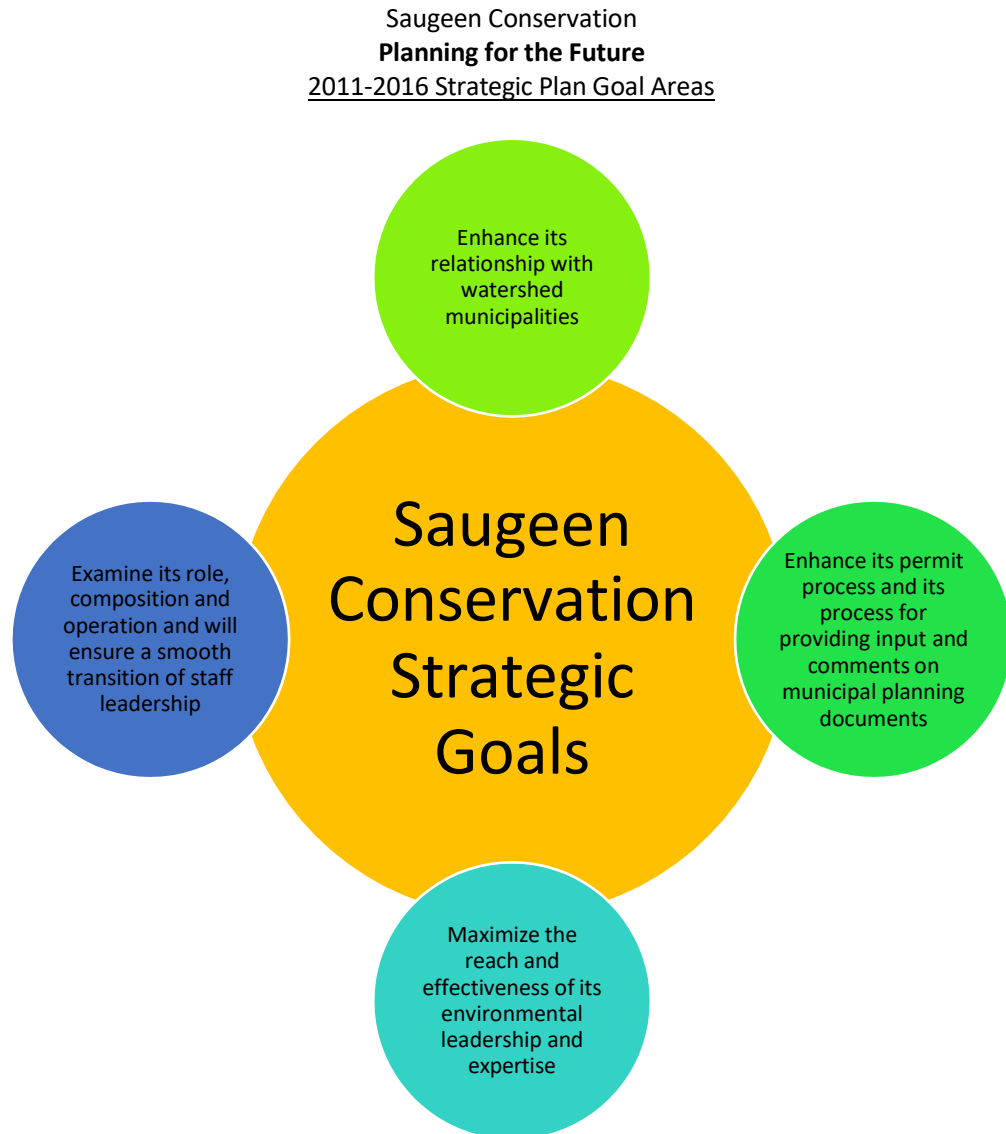 Saugeen Conservation
Planning for the Future
2011-2016 Strategic Plan Goal Areas
Enhance its
relationship with
watershed
municipalities
Saugeen
Conservation
Strategic
Goals
Examine its role,
composition and
operation and will
ensure a smooth
transition of staff
leadership
Enhance its permit
process and its
process for
providing input and
comments on
municipal planning
documents
Maximize the
reach and
effectiveness of its
environmental
leadership and
expertise